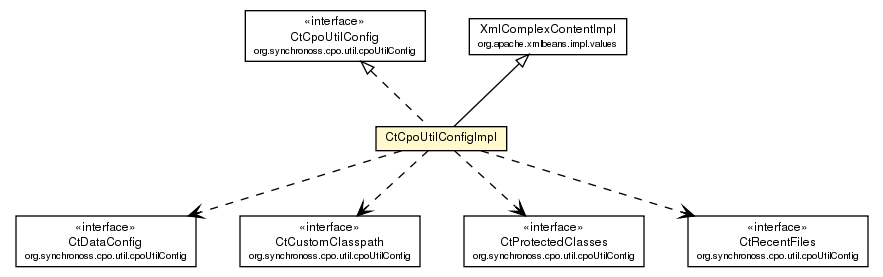 «interface»
CtCpoUtilConfig
org.synchronoss.cpo.util.cpoUtilConfig
XmlComplexContentImpl
org.apache.xmlbeans.impl.values
CtCpoUtilConfigImpl
«interface»
CtDataConfig
org.synchronoss.cpo.util.cpoUtilConfig
«interface»
CtCustomClasspath
org.synchronoss.cpo.util.cpoUtilConfig
«interface»
CtProtectedClasses
org.synchronoss.cpo.util.cpoUtilConfig
«interface»
CtRecentFiles
org.synchronoss.cpo.util.cpoUtilConfig